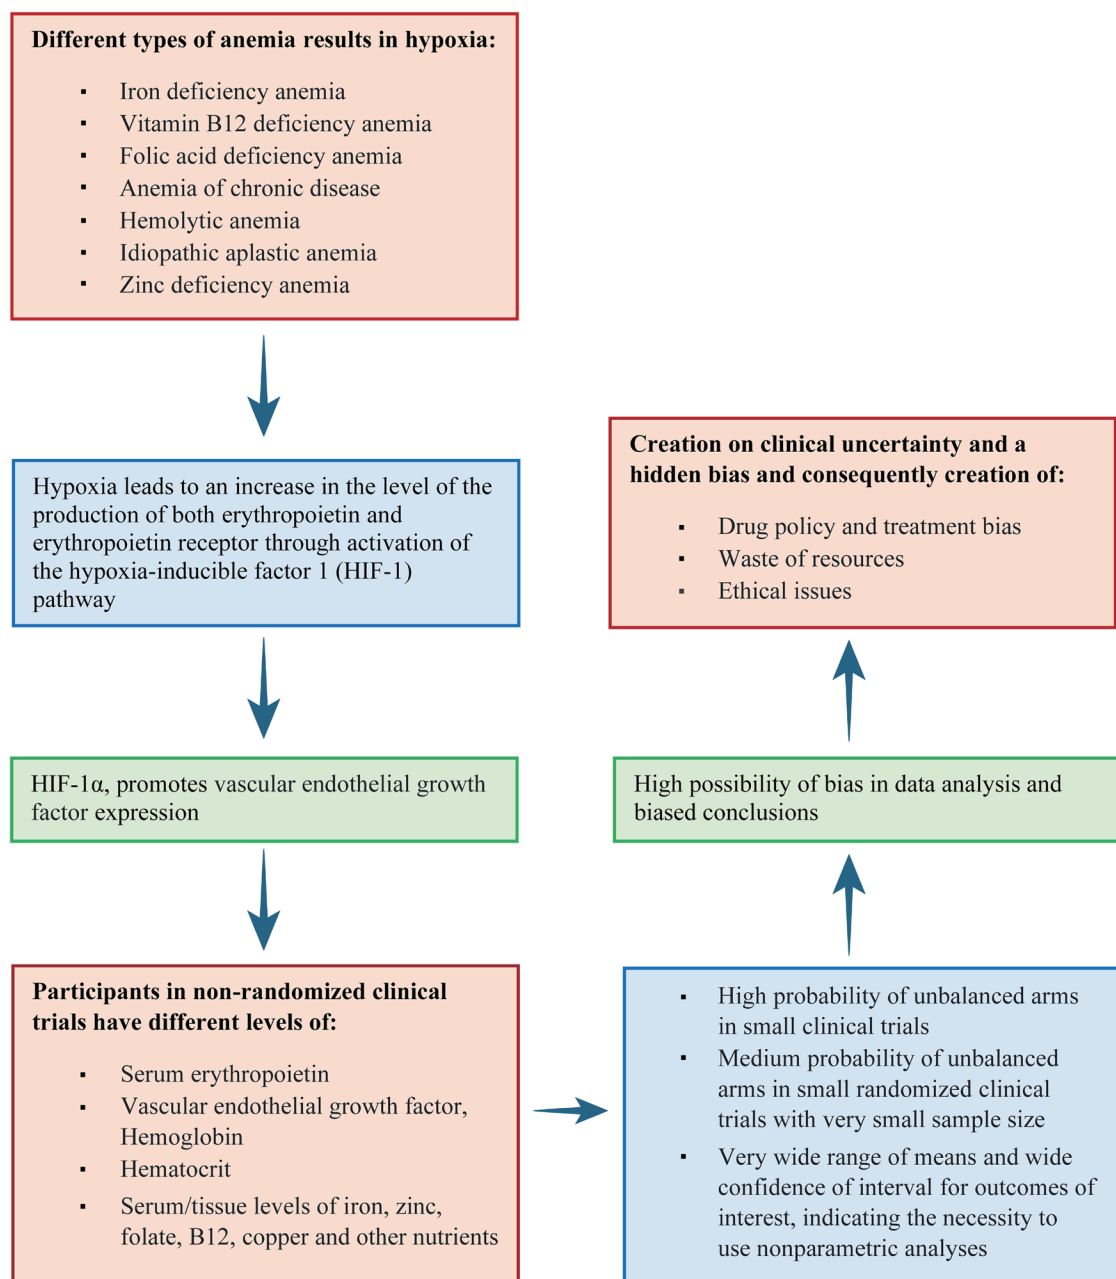 Different types of anemia results in hypoxia:
▪ Iron deficiency anemia
▪ Vitamin B12 deficiency anemia
▪ Folic acid deficiency anemia
▪ Anemia of chronic disease
▪ Hemolytic anemia
▪ Idiopathic aplastic anemia
▪ Zinc deficiency anemia
Hypoxia leads to an increase in the level of the
production of both erythropoietin and
erythropoietin receptor through activation of
the hypoxia-inducible factor 1 (HIF-1)
pathway
HIF-1α, promotes vascular endothelial growth
factor expression
Participants in non-randomized clinical
trials have different levels of:
▪ Serum erythropoietin
▪ Vascular endothelial growth factor,
Hemoglobin
▪ Hematocrit
▪ Serum/tissue levels of iron, zinc,
folate, B12, copper and other nutrients
▪ High probability of unbalanced arms
in small clinical trials
▪ Medium probability of unbalanced
arms in small randomized clinical
trials with very small sample size
▪ Very wide range of means and wide
confidence of interval for outcomes of
interest, indicating the necessity to
use nonparametric analyses
High possibility of bias in data analysis and
biased conclusions
Creation on clinical uncertainty and a
hidden bias and consequently creation of:
▪ Drug policy and treatment bias
▪ Waste of resources
▪ Ethical issues